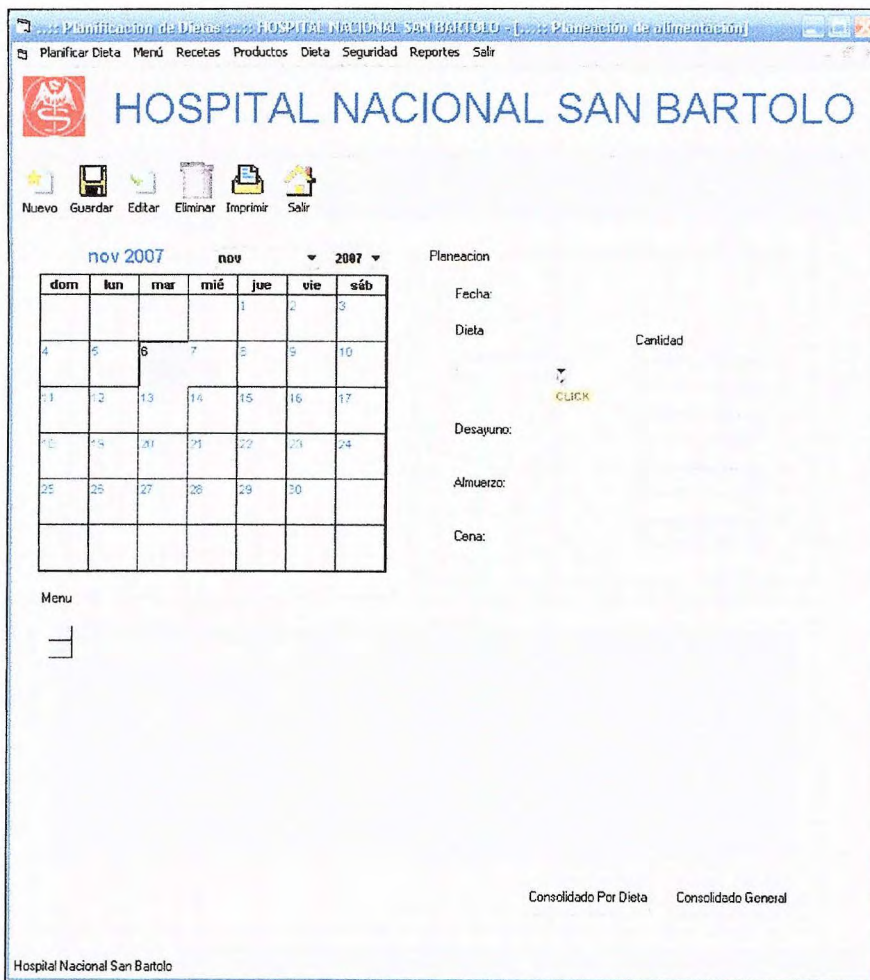 ..:: Planificacion de Dietas ::.. HOSPITAL NACIONAL SAN BARTOLO - [..:: Planeación de alimentación]
Planificar Dieta Menú Recetas Productos Dieta Seguridad Reportes Salir
HOSPITAL NACIONAL SAN BARTOLO
Nuevo Guardar Editar Eliminar Imprimir Salir
nov 2007 nov 2007
dom lun mar mié jue vie sáb
1 2 3
4 5 6 7 8 9 10
11 12 13 14 15 16 17
18 19 20 21 22 23 24
25 26 27 28 29 30
Planeacion
Fecha:
Dieta
Cantidad
CLICK
Desayuno:
Almuerzo:
Cena:
Menu
Consolidado Por Dieta Consolidado General
Hospital Nacional San Bartolo